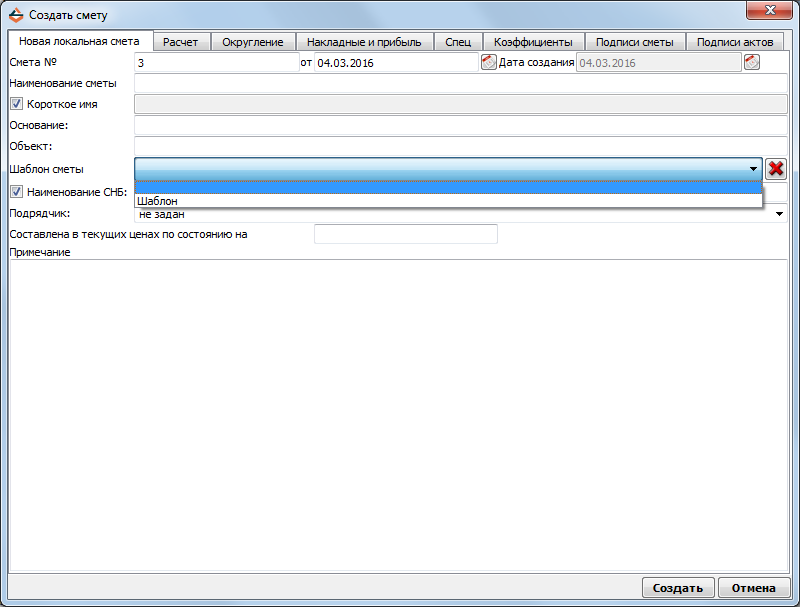 Создать смету
Новая локальная смета Расчет Округление Накладные и прибыль Спец Коэффициенты Подписи сметы Подписи актов
Смета № 3 от 04.03.2016 Дата создания 04.03.2016
Наименование сметы
Короткое имя
Основание:
Объект:
Шаблон сметы
Наименование СНБ:
Шаблон
Подрядчик: не задан
Составлена в текущих ценах по состоянию на
Примечание
Создать Отмена